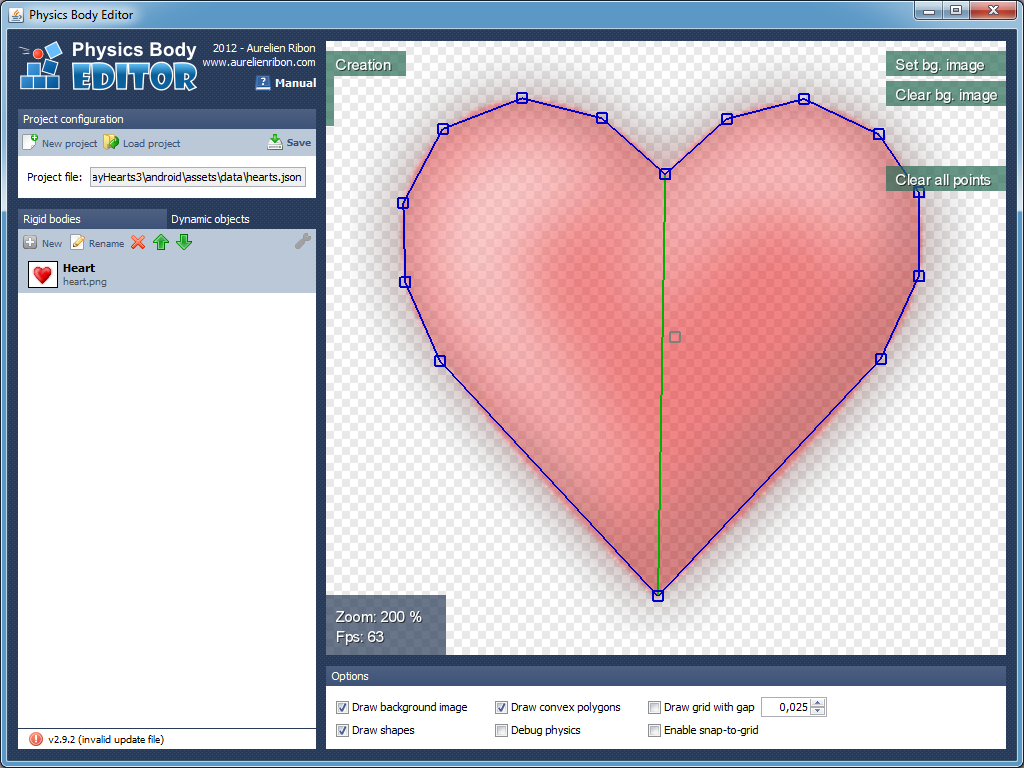 Physics Body Editor
Physics Body
EDITOR
2012 - Aurelien Ribon
www.aurelienribon.com
? Manual
Project configuration
New project Load project Save
Project file: ayHearts3\android\assets\data\hearts.json
Rigid bodies Dynamic objects
New Rename
Heart
heart.png
v2.9.2 (invalid update file)
Creation
Set bg. image
Clear bg. image
Clear all points
Zoom: 200 %
Fps: 63
Options
Draw background image Draw convex polygons Draw grid with gap 0,025
Draw shapes Debug physics Enable snap-to-grid